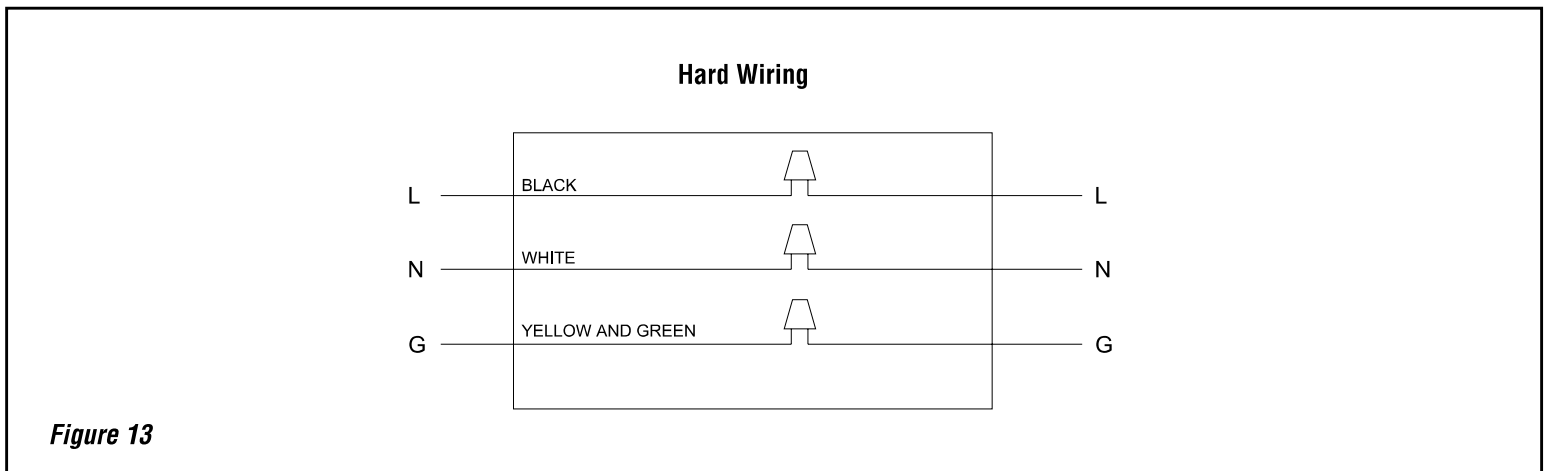 Hard Wiring
L BLACK L
N WHITE N
G YELLOW AND GREEN G
Figure 13